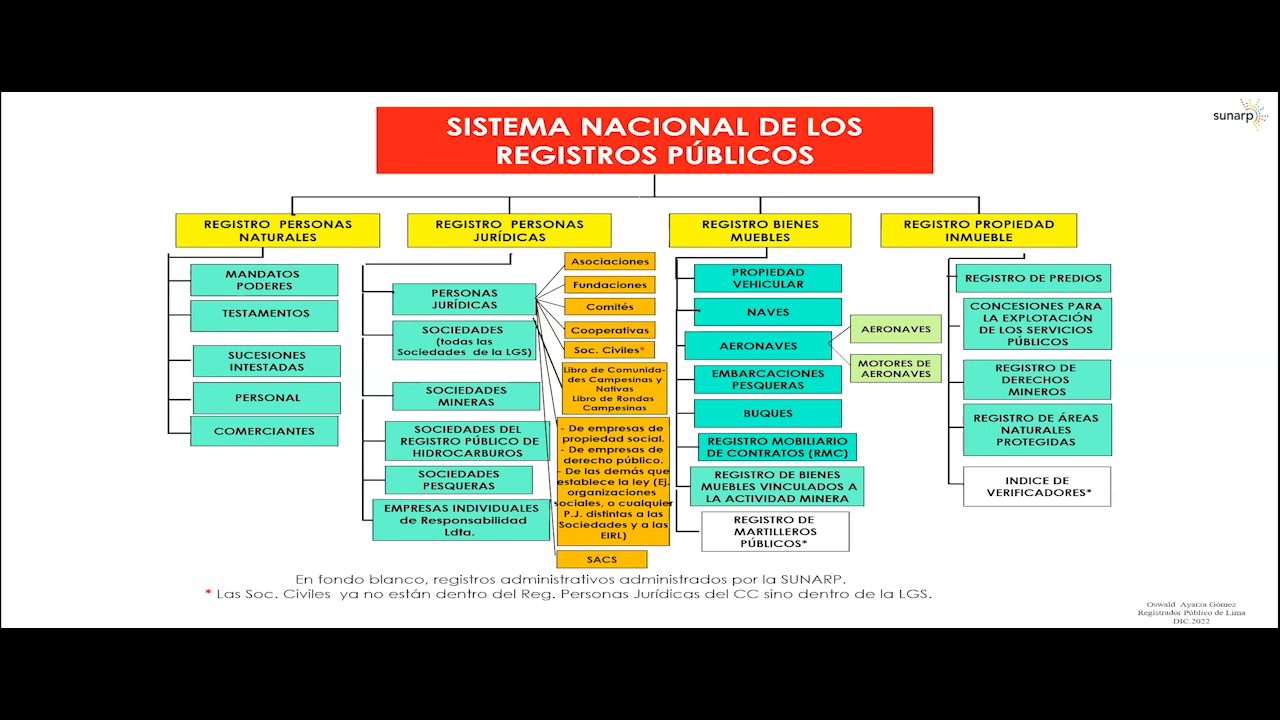 SISTEMA NACIONAL DE LOS
REGISTROS PÚBLICOS
sunarp
REGISTRO PERSONAS
NATURALES
MANDATOS
PODERES
TESTAMENTOS
SUCESIONES
INTESTADAS
PERSONAL
COMERCIANTES
REGISTRO PERSONAS
JURÍDICAS
PERSONAS
JURÍDICAS
SOCIEDADES
(todas las
Sociedades de la LGS)
SOCIEDADES
MINERAS
SOCIEDADES DEL
REGISTRO PÚBLICO DE
HIDROCARBUROS
SOCIEDADES
PESQUERAS
EMPRESAS INDIVIDUALES
de Responsabilidad
Ldta.
Asociaciones
Fundaciones
Comités
Cooperativas
Soc. Civiles*
Libro de Comunida-
des Campesinas y
Nativas
Libro de Rondas
Campesinas
- De empresas de
propiedad social.
- De empresas de
derecho público.
- De las demás que
establece la ley (Ej.
organizaciones
sociales, o cualquier
P.J. distintas a las
Sociedades y a las
EIRL)
SACS
REGISTRO BIENES
MUEBLES
PROPIEDAD
VEHICULAR
NAVES
AERONAVES
AERONAVES
MOTORES DE
AERONAVES
EMBARCACIONES
PESQUERAS
BUQUES
REGISTRO MOBILIARIO
DE CONTRATOS (RMC)
REGISTRO DE BIENES
MUEBLES VINCULADOS A
LA ACTIVIDAD MINERA
REGISTRO DE
MARTILLEROS
PÚBLICOS*
REGISTRO PROPIEDAD
INMUEBLE
REGISTRO DE PREDIOS
CONCESIONES PARA
LA EXPLOTACIÓN
DE LOS SERVICIOS
PÚBLICOS
REGISTRO DE
DERECHOS
MINEROS
REGISTRO DE ÁREAS
NATURALES
PROTEGIDAS
INDICE DE
VERIFICADORES*
En fondo blanco, registros administrativos administrados por la SUNARP.
* Las Soc. Civiles ya no están dentro del Reg. Personas Jurídicas del CC sino dentro de la LGS.
Oswald Ayarza Gómez
Registrador Público de Lima
DIC.2022